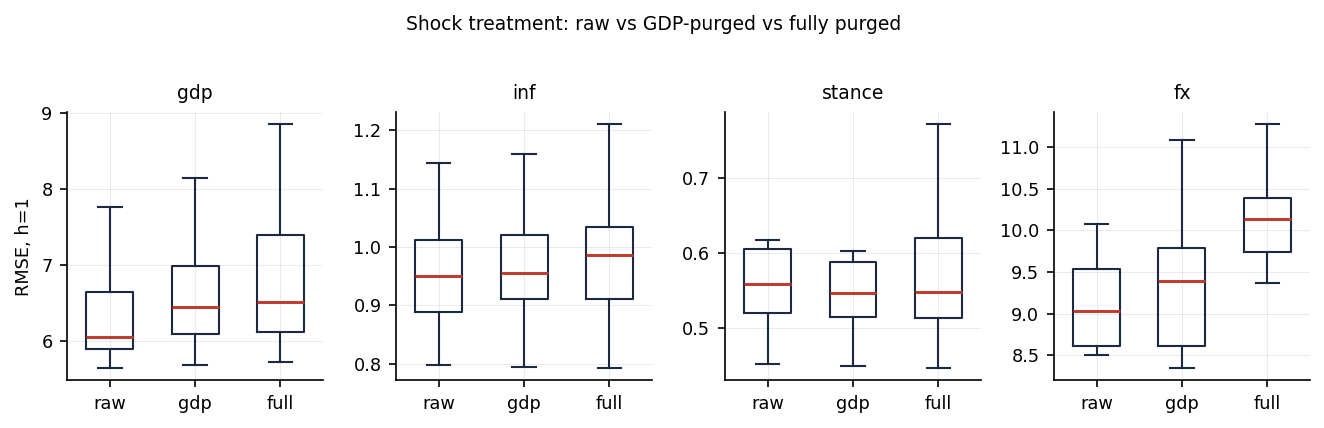 Shock treatment: raw vs GDP-purged vs fully purged
gdp
inf
stance
fx
RMSE, h=1
9
8
7
6
raw
gdp
full
1.2
1.1
1.0
0.9
0.8
raw
gdp
full
0.7
0.6
0.5
raw
gdp
full
11.0
10.5
10.0
9.5
9.0
8.5
raw
gdp
full